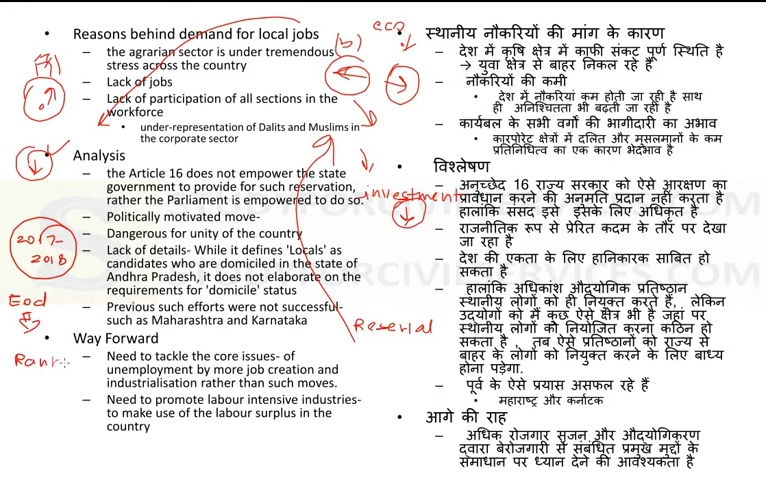 Reasons behind demand for local jobs
– the agrarian sector is under tremendous
stress across the country
– Lack of jobs
– Lack of participation of all sections in the
workforce
• under-representation of Dalits and Muslims in
the corporate sector
• Analysis
– the Article 16 does not empower the state
government to provide for such reservation,
rather the Parliament is empowered to do so.
– Politically motivated move-
– Dangerous for unity of the country
– Lack of details- While it defines 'Locals' as
candidates who are domiciled in the state of
Andhra Pradesh, it does not elaborate on the
requirements for 'domicile' status
– Previous such efforts were not successful-
such as Maharashtra and Karnataka
• Way Forward
– Need to tackle the core issues- of
unemployment by more job creation and
industrialisation rather than such moves.
– Need to promote labour intensive industries-
to make use of the labour surplus in the
country
2017-
2018
EoD
Rank
(b)
eco
investment
• स्थानीय नौकरियों की मांग के कारण
– देश में कृषि क्षेत्र में काफी संकट पूर्ण स्थिति है
→ युवा क्षेत्र से बाहर निकल रहे हैं
– नौकरियों की कमी
• देश में नौकरियां कम होती जा रही है साथ
ही अनिश्चितता भी बढ़ती जा रही है
– कार्यबल के सभी वर्गों की भागीदारी का अभाव
• कारपोरेट क्षेत्रों में दलित और मुसलमानों के कम
प्रतिनिधित्व का एक कारण भेदभाव है
• विश्लेषण
– अनुच्छेद 16 राज्य सरकार को ऐसे आरक्षण का
प्रावधान करने की अनुमति प्रदान नहीं करता है
हालांकि संसद इसे इसके लिए अधिकृत है
– राजनीतिक रूप से प्रेरित कदम के तौर पर देखा
जा रहा है
– देश की एकता के लिए हानिकारक साबित हो
सकता है
– हालांकि अधिकांश औद्योगिक प्रतिष्ठान
स्थानीय लोगों को ही नियुक्त करते हैं, लेकिन
उद्योगों को मैं कुछ ऐसे क्षेत्र भी है जहां पर
स्थानीय लोगों को नियोजित करना कठिन हो
सकता है , तब ऐसे प्रतिष्ठानों को राज्य से
बाहर के लोगों को नियुक्त करने के लिए बाध्य
होना पड़ेगा.
– पूर्व के ऐसे प्रयास असफल रहे हैं
• महाराष्ट्र और कर्नाटक
• आगे की राह
– अधिक रोजगार सृजन और औद्योगिकरण
द्वारा बेरोजगारी से संबंधित प्रमुख मुद्दों के
समाधान पर ध्यान देने की आवश्यकता है